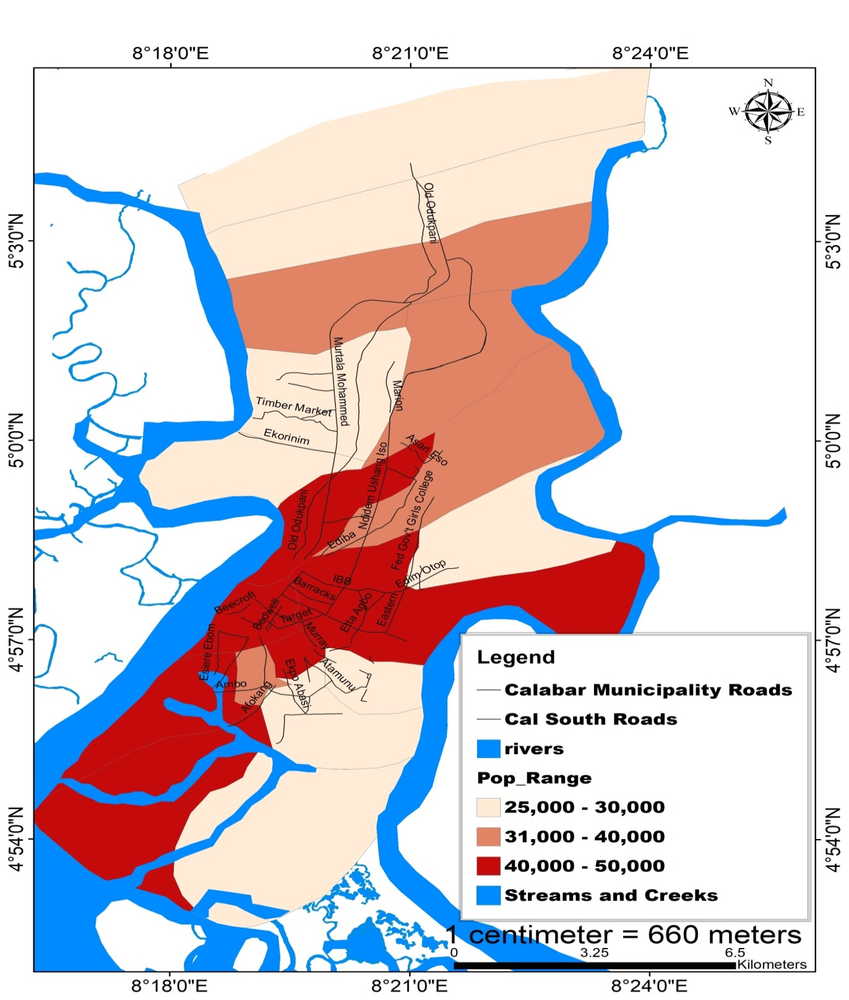 8°18'0"E 8°21'0"E 8°24'0"E
N
W E
S
5°3'0"N 5°3'0"N
5°0'0"N 5°0'0"N
4°57'0"N 4°57'0"N
4°54'0"N 4°54'0"N
Old Odukpani
Murtala Mohammed
Marion
Timber Market
Ekorinim
Asari Eso
Ndidem Ushang Iso
Fed Gov't Girls College
Old Odukpani
Ediba
Edim Otop
IBB
Barracks
Beecroft
Bedwell
Target
Etta Agbo
Eastern
Murray
Esiere Ebom
Ambo
Afokang
Ekpo Abasi
Atamunu
Legend
Calabar Municipality Roads
Cal South Roads
rivers
Pop_Range
25,000 - 30,000
31,000 - 40,000
40,000 - 50,000
Streams and Creeks
1 centimeter = 660 meters
0 3.25 6.5
Kilometers
8°18'0"E 8°21'0"E 8°24'0"E